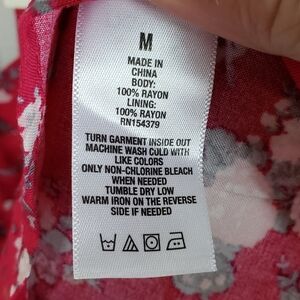 M
MADE IN
CHINA
BODY:
100% RAYON
LINING:
100% RAYON
RN154379
TURN GARMENT INSIDE OUT
MACHINE WASH COLD WITH
LIKE COLORS
ONLY NON-CHLORINE BLEACH
WHEN NEEDED
TUMBLE DRY LOW
WARM IRON ON THE REVERSE
SIDE IF NEEDED